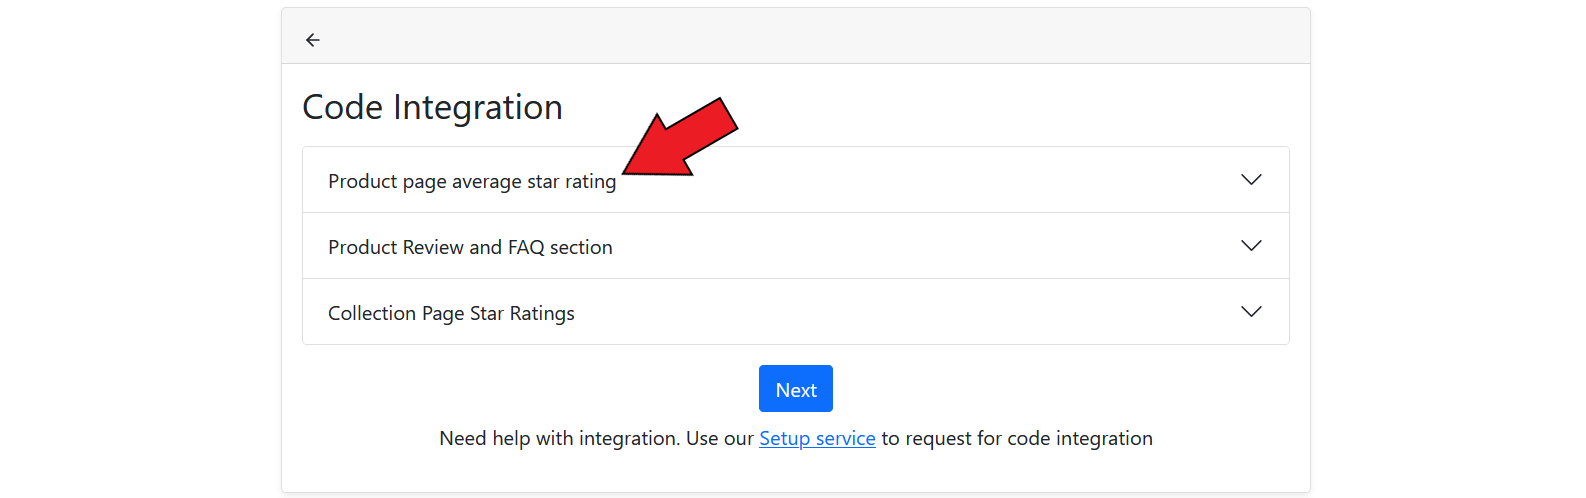 Code Integration
Product page average star rating
Product Review and FAQ section
Collection Page Star Ratings
Next
Need help with integration. Use our Setup service to request for code integration